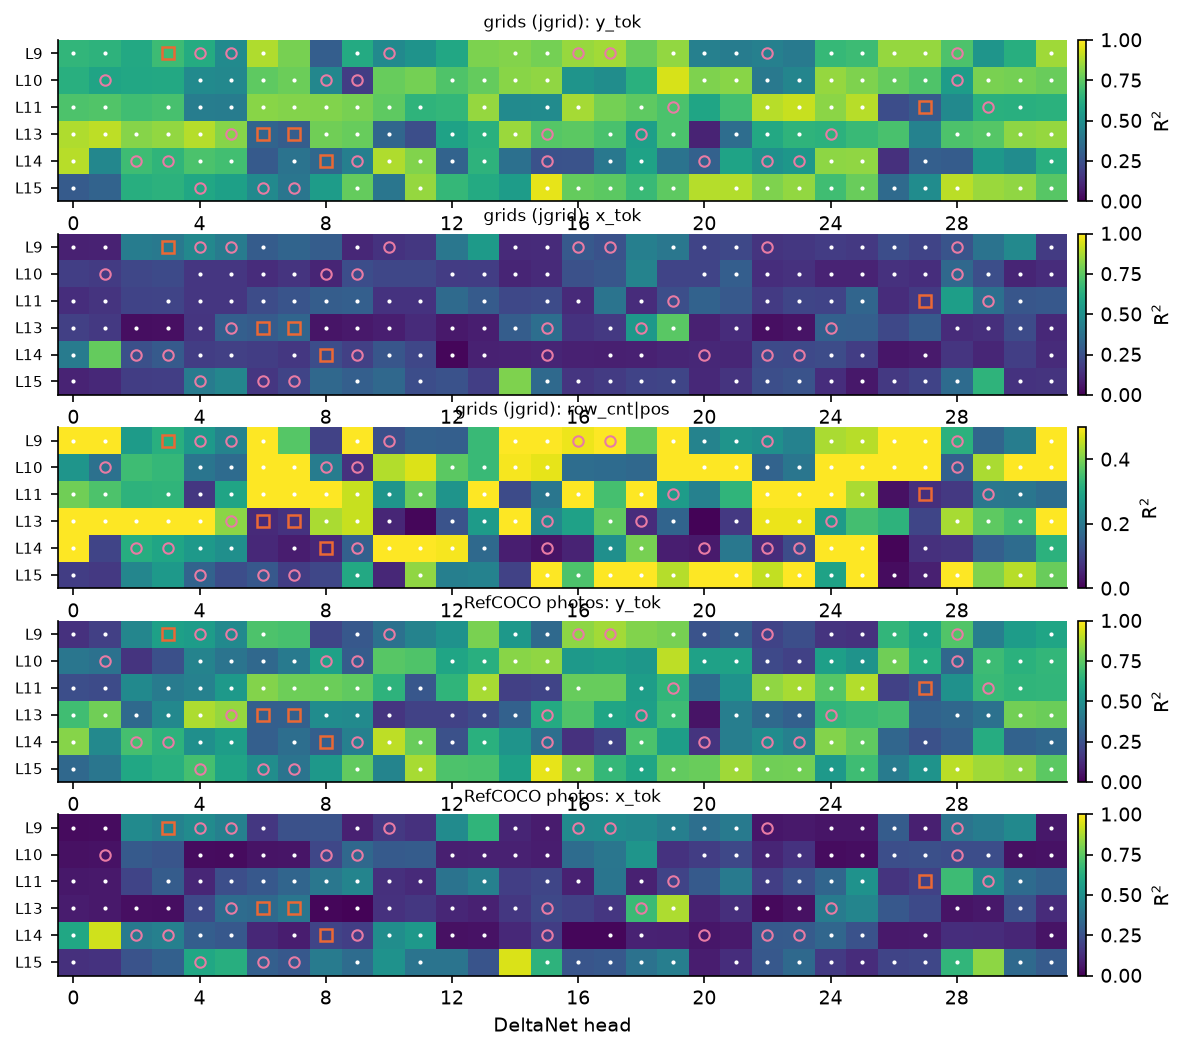 grids (jgrid): y_tok
L9
L10
L11
L13
L14
L15
0 4 8 12 16 20 24 28
1.00
0.75
0.50
0.25
0.00
R²
grids (jgrid): x_tok
L9
L10
L11
L13
L14
L15
0 4 8 12 16 20 24 28
1.00
0.75
0.50
0.25
0.00
R²
grids (jgrid): row_cnt|pos
L9
L10
L11
L13
L14
L15
0 4 8 12 16 20 24 28
0.4
0.2
0.0
R²
RefCOCO photos: y_tok
L9
L10
L11
L13
L14
L15
0 4 8 12 16 20 24 28
1.00
0.75
0.50
0.25
0.00
R²
RefCOCO photos: x_tok
L9
L10
L11
L13
L14
L15
0 4 8 12 16 20 24 28
1.00
0.75
0.50
0.25
0.00
R²
DeltaNet head